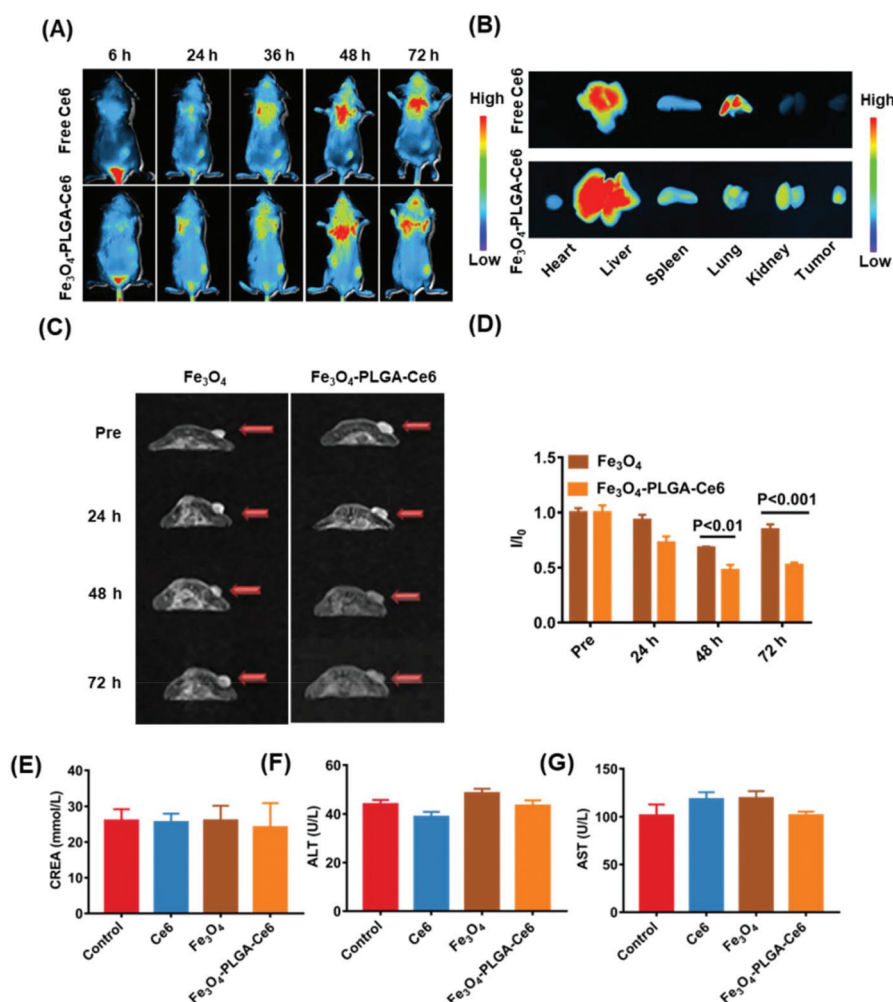 (A)
6 h 24 h 36 h 48 h 72 h
Free Ce6
Fe₃O₄-PLGA-Ce6
High
Low
(B)
Free Ce6
Fe₃O₄-PLGA-Ce6
Heart Liver Spleen Lung Kidney Tumor
High
Low
(C)
Fe₃O₄ Fe₃O₄-PLGA-Ce6
Pre
24 h
48 h
72 h
(D)
Fe₃O₄
Fe₃O₄-PLGA-Ce6
P<0.01
P<0.001
I/I₀
1.5
1.0
0.5
0.0
Pre 24 h 48 h 72 h
(E)
CREA (mmol/L)
40
30
20
10
0
Control Ce6 Fe₃O₄ Fe₃O₄-PLGA-Ce6
(F)
ALT (U/L)
60
40
20
0
Control Ce6 Fe₃O₄ Fe₃O₄-PLGA-Ce6
(G)
AST (U/L)
150
100
50
0
Control Ce6 Fe₃O₄ Fe₃O₄-PLGA-Ce6